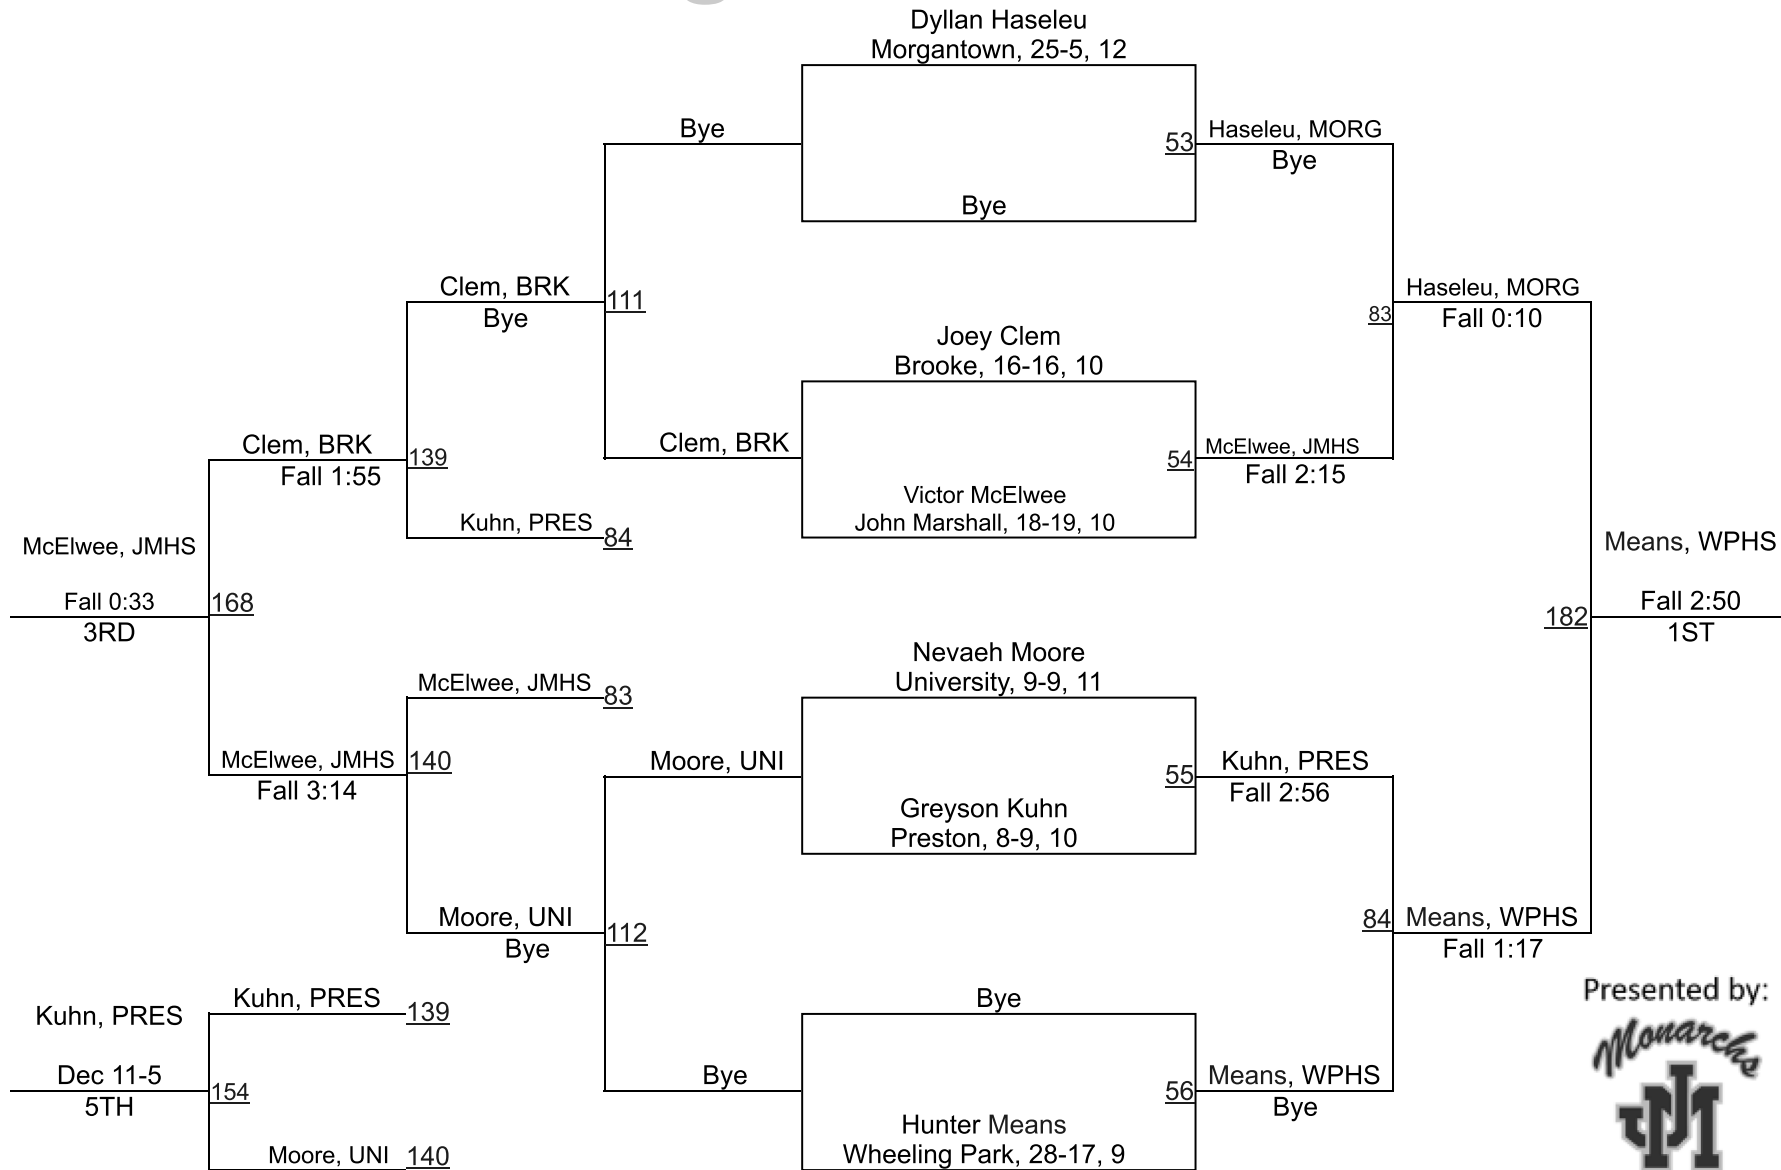 Dyllan Haseleu
Morgantown, 25-5, 12
Bye
53
Haseleu, MORG
Bye
Bye
Clem, BRK
Bye
111
Haseleu, MORG
83
Fall 0:10
Joey Clem
Brooke, 16-16, 10
Clem, BRK
Fall 1:55
139
Clem, BRK
54
McElwee, JMHS
Fall 2:15
Victor McElwee
John Marshall, 18-19, 10
Kuhn, PRES
84
McElwee, JMHS
Fall 0:33
3RD
168
Means, WPHS
182
Fall 2:50
1ST
Nevaeh Moore
University, 9-9, 11
McElwee, JMHS
83
McElwee, JMHS
Fall 3:14
140
Moore, UNI
55
Kuhn, PRES
Fall 2:56
Greyson Kuhn
Preston, 8-9, 10
Moore, UNI
Bye
112
84
Means, WPHS
Fall 1:17
Kuhn, PRES
Kuhn, PRES
139
Bye
Dec 11-5
5TH
154
Bye
56
Means, WPHS
Bye
Hunter Means
Wheeling Park, 28-17, 9
Moore, UNI
140
Presented by:
Monarchs
JM